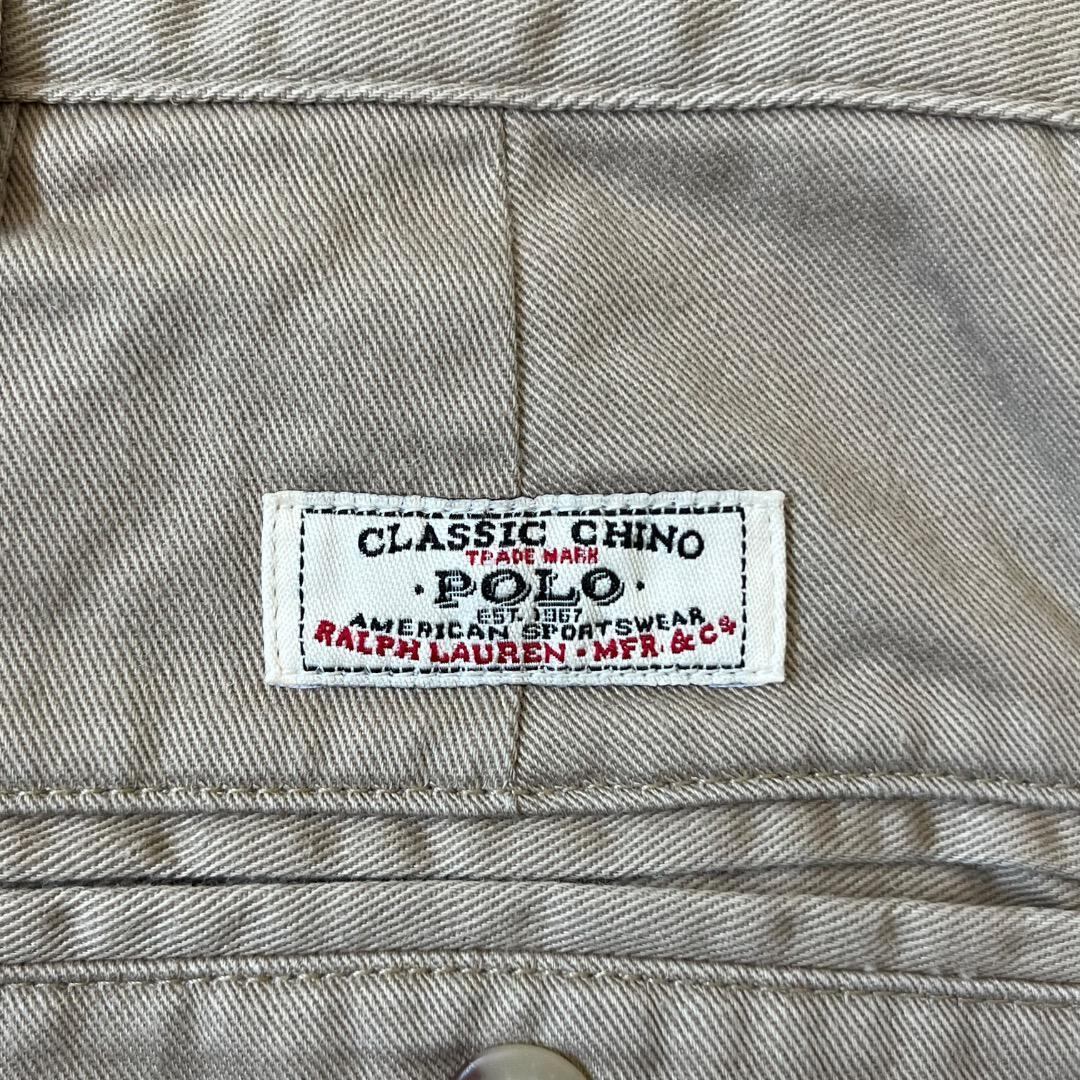 CLASSIC CHINO
TRADE MARK
· POLO ·
EST. 1967
AMERICAN SPORTSWEAR
RALPH LAUREN · MFR. & Cº